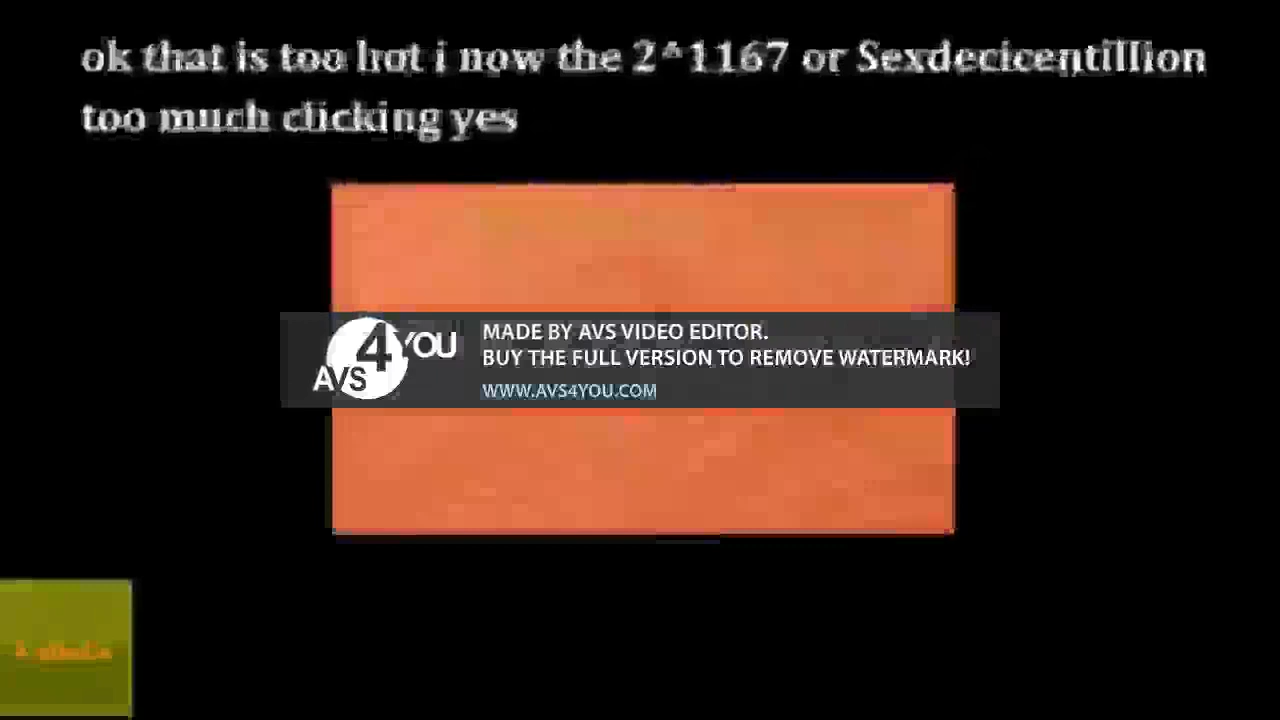 ok that is too hot i now the 2^1167 or Sexdecicentillion
too much clicking yes
AVS4YOU
MADE BY AVS VIDEO EDITOR.
BUY THE FULL VERSION TO REMOVE WATERMARK!
WWW.AVS4YOU.COM